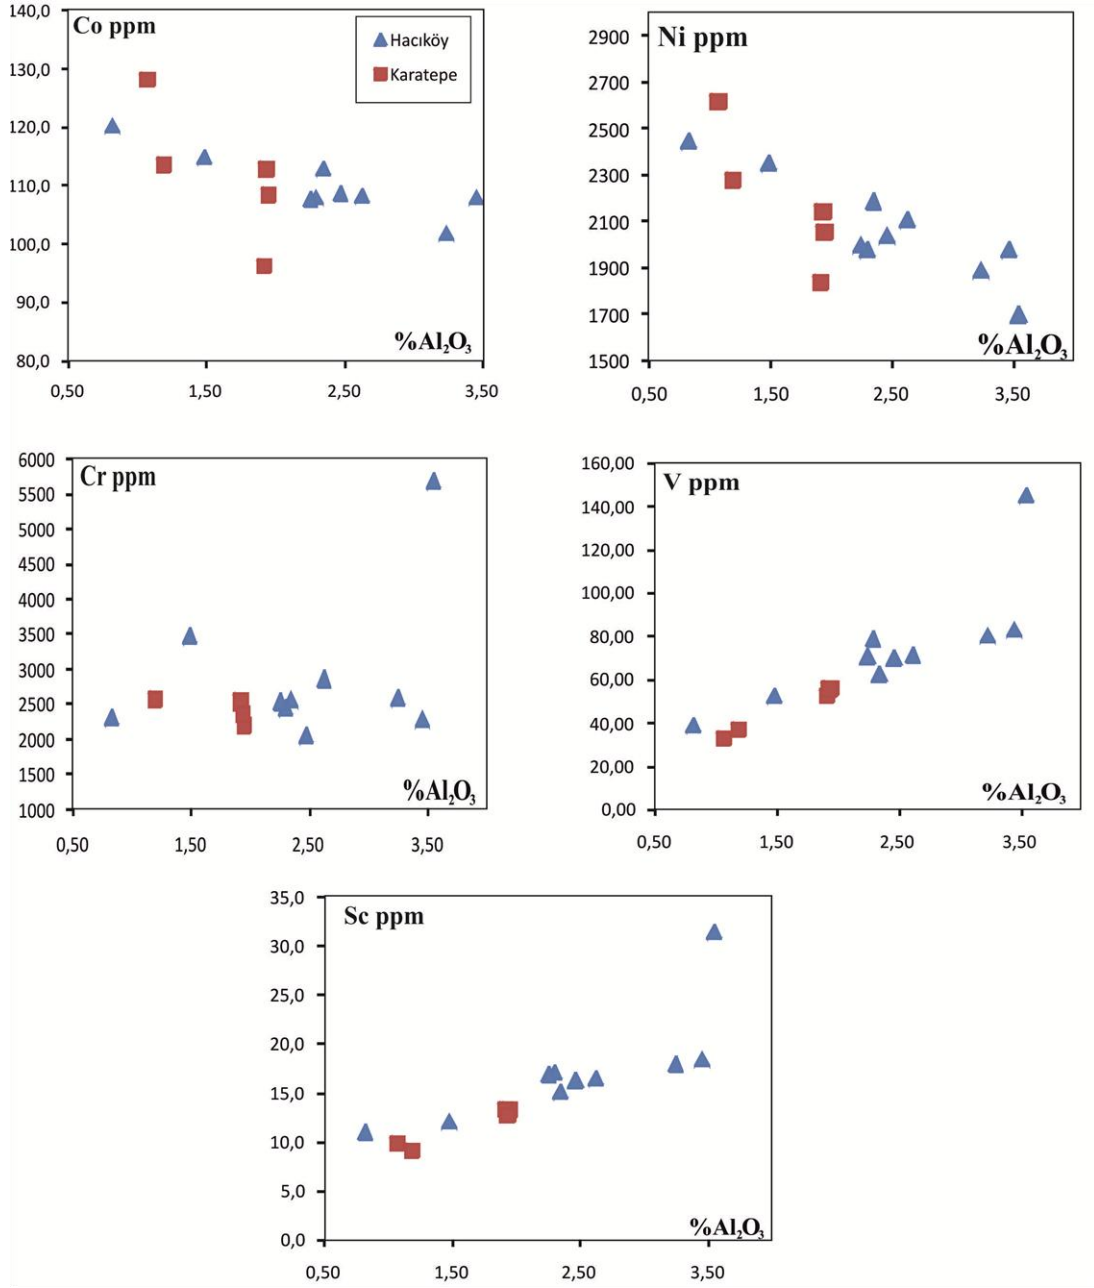 Co ppm
Hacıköy
Karatepe
140,0
130,0
120,0
110,0
100,0
90,0
80,0
%Al₂O₃
0,50 1,50 2,50 3,50
Ni ppm
2900
2700
2500
2300
2100
1900
1700
1500
%Al₂O₃
0,50 1,50 2,50 3,50
Cr ppm
6000
5500
5000
4500
4000
3500
3000
2500
2000
1500
1000
%Al₂O₃
0,50 1,50 2,50 3,50
V ppm
160,00
140,00
120,00
100,00
80,00
60,00
40,00
20,00
0,00
%Al₂O₃
0,50 1,50 2,50 3,50
Sc ppm
35,0
30,0
25,0
20,0
15,0
10,0
5,0
0,0
%Al₂O₃
0,50 1,50 2,50 3,50